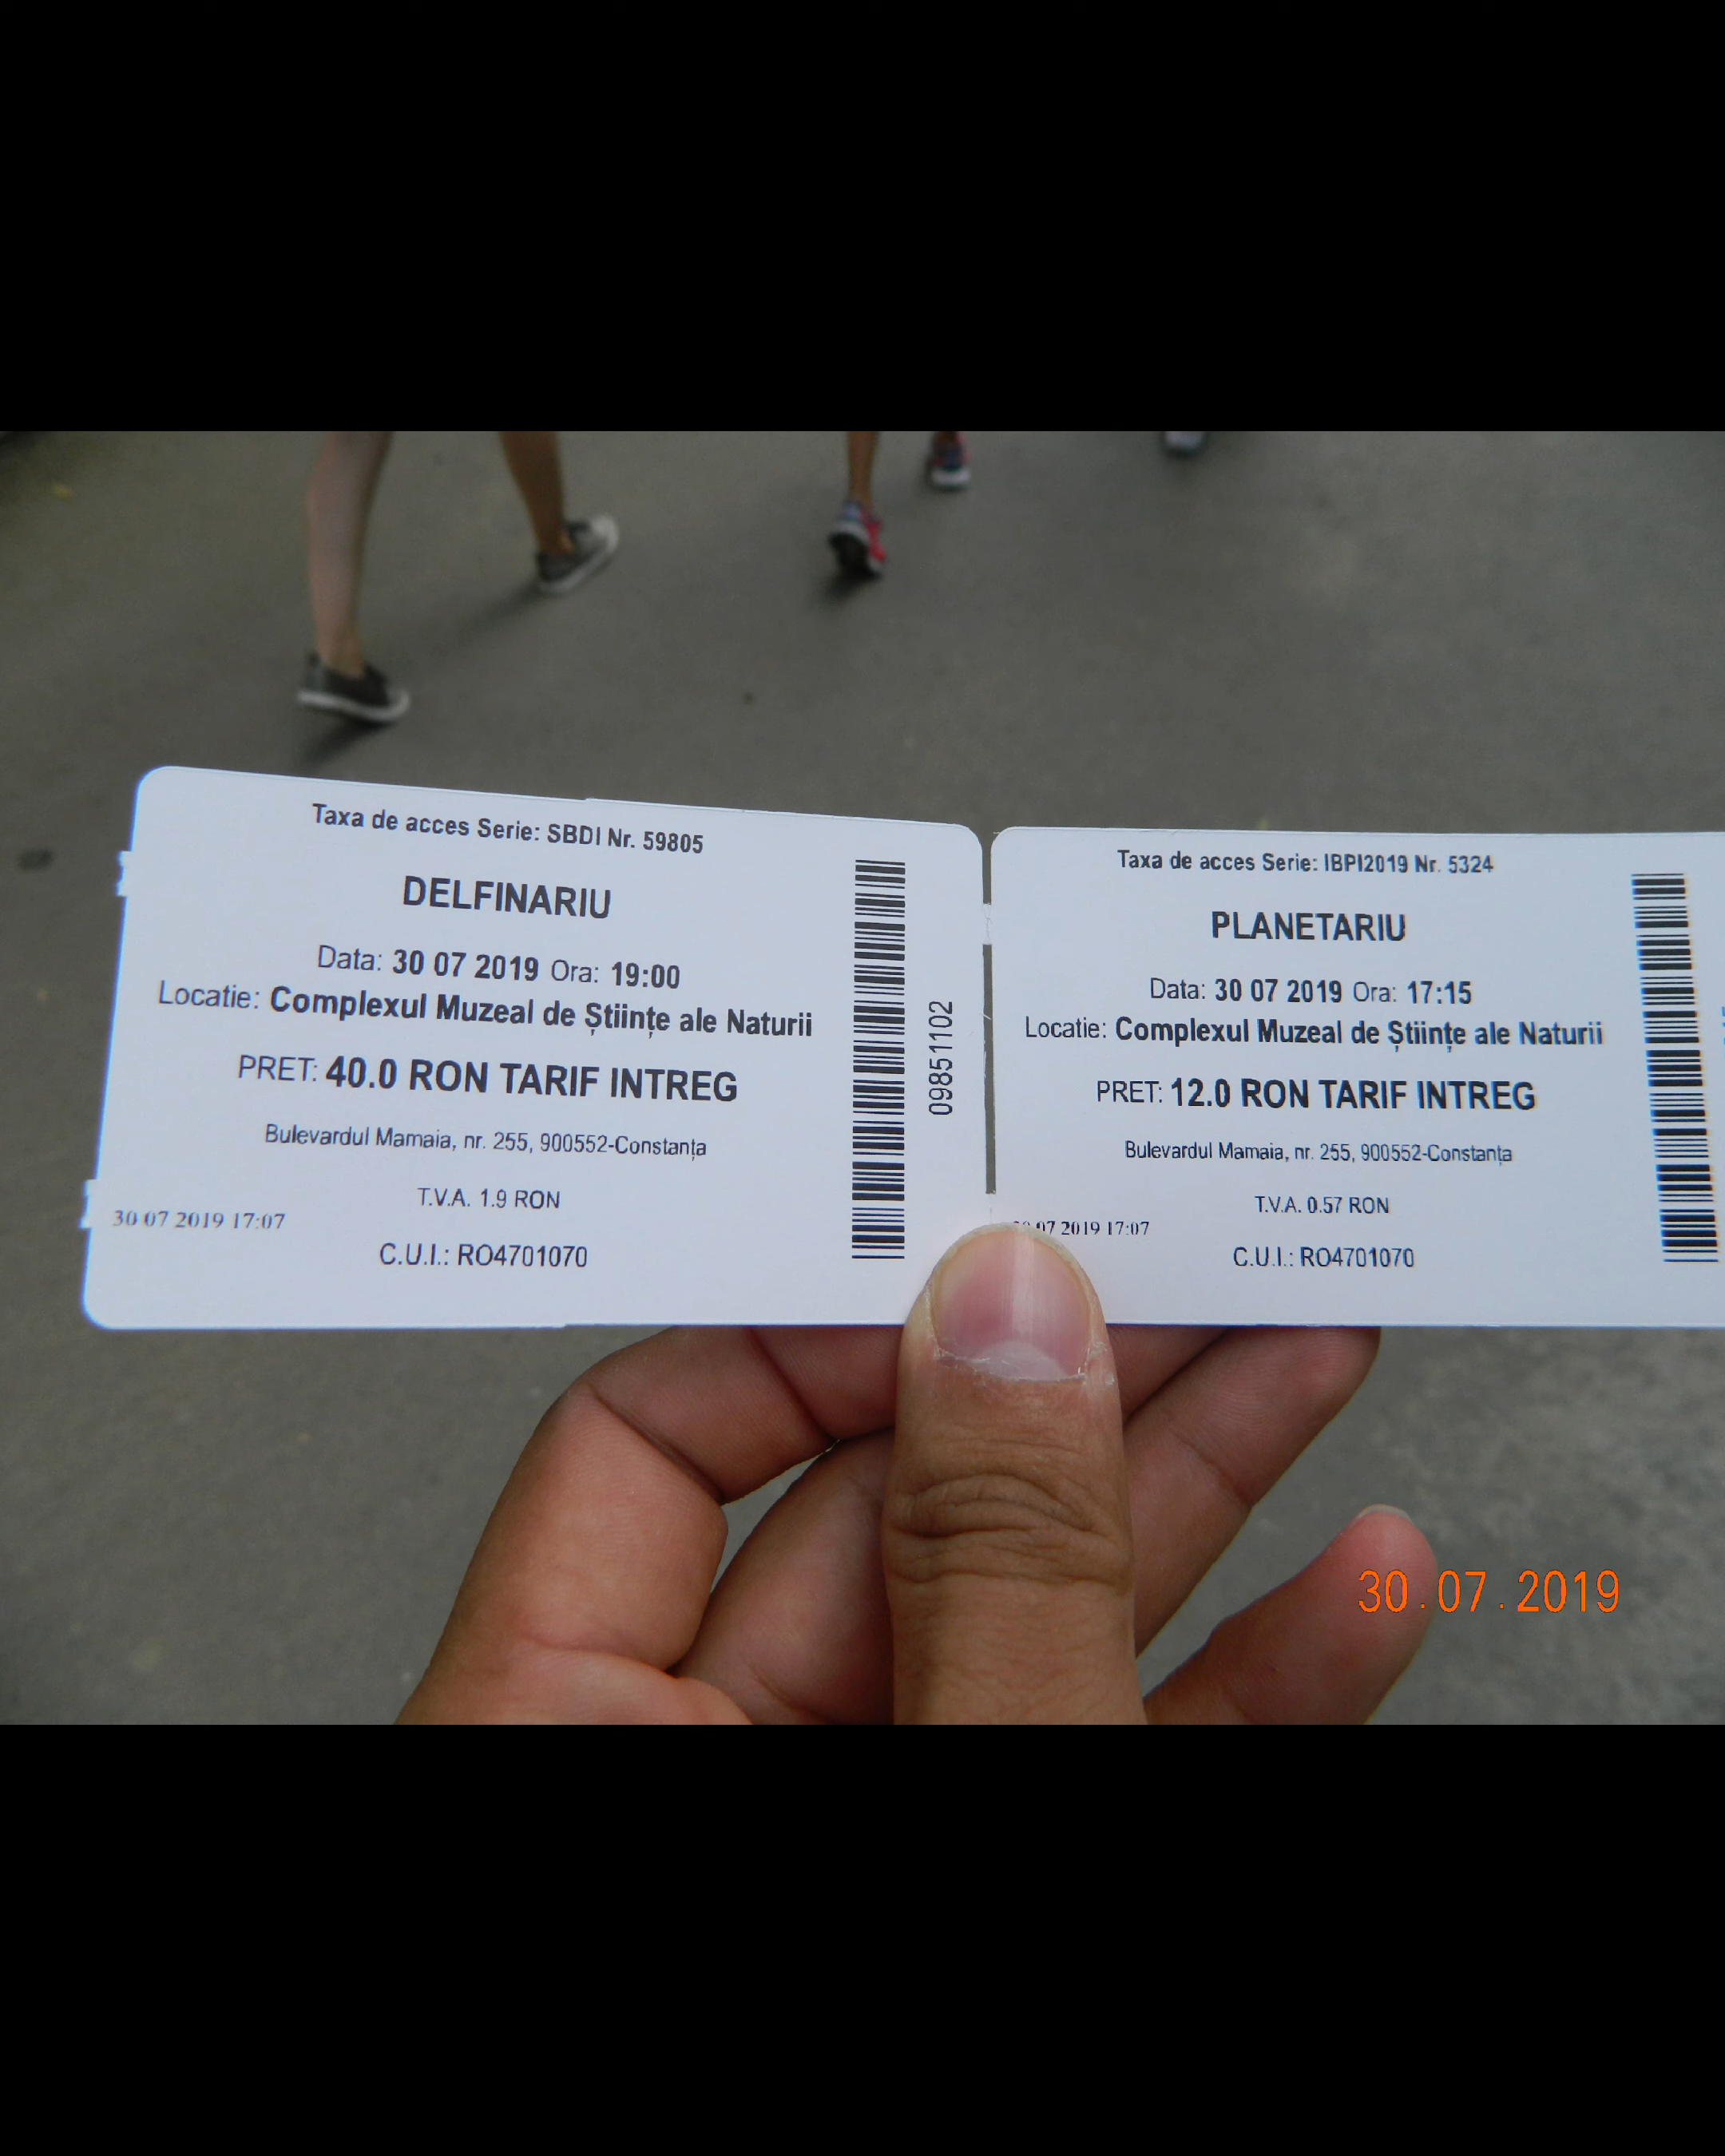 Taxa de acces Serie: SBDI Nr. 59805
DELFINARIU
Data: 30 07 2019 Ora: 19:00
Locatie: Complexul Muzeal de Științe ale Naturii
PRET: 40.0 RON TARIF INTREG
Bulevardul Mamaia, nr. 255, 900552-Constanța
T.V.A. 1.9 RON
30 07 2019 17:07
C.U.I.: RO4701070
09851102
Taxa de acces Serie: IBPI2019 Nr. 5324
PLANETARIU
Data: 30 07 2019 Ora: 17:15
Locatie: Complexul Muzeal de Științe ale Naturii
PRET: 12.0 RON TARIF INTREG
Bulevardul Mamaia, nr. 255, 900552-Constanța
T.V.A. 0.57 RON
07 2019 17:07
C.U.I.: RO4701070
30.07.2019